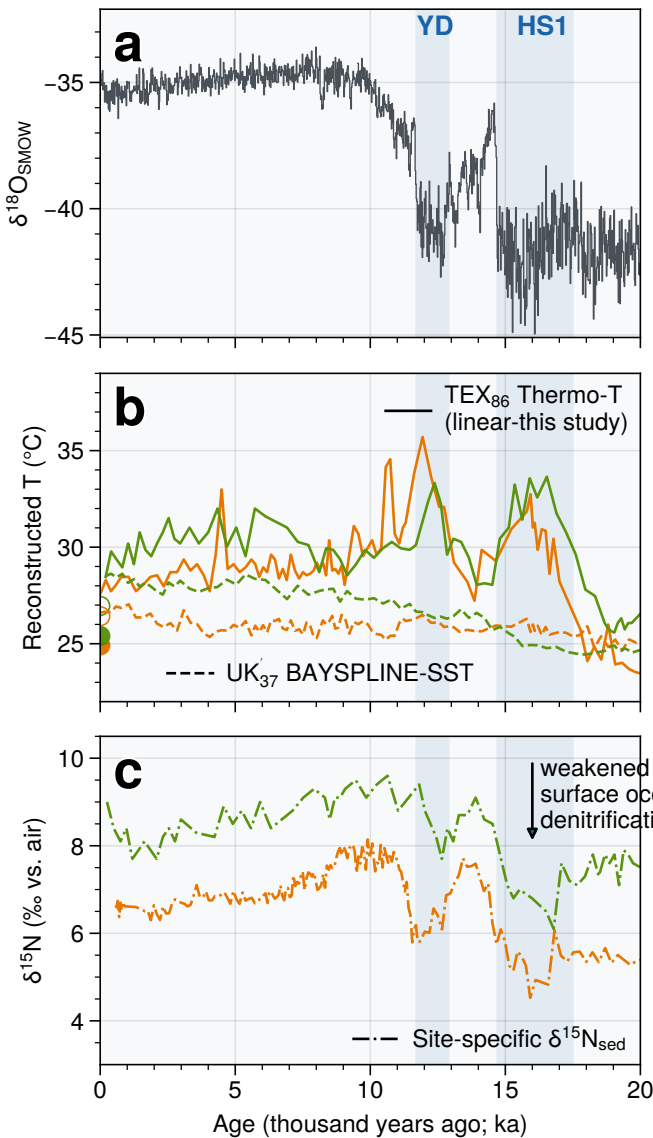 a
YD
HS1
−35
−40
−45
δ18OSMOW
b
TEX86 Thermo-T
(linear-this study)
35
30
25
Reconstructed T (°C)
UK′37 BAYSPLINE-SST
c
10
8
6
4
δ15N (‰ vs. air)
weakened
surface oce
denitrificati
Site-specific δ15Nsed
0
5
10
15
20
Age (thousand years ago; ka)